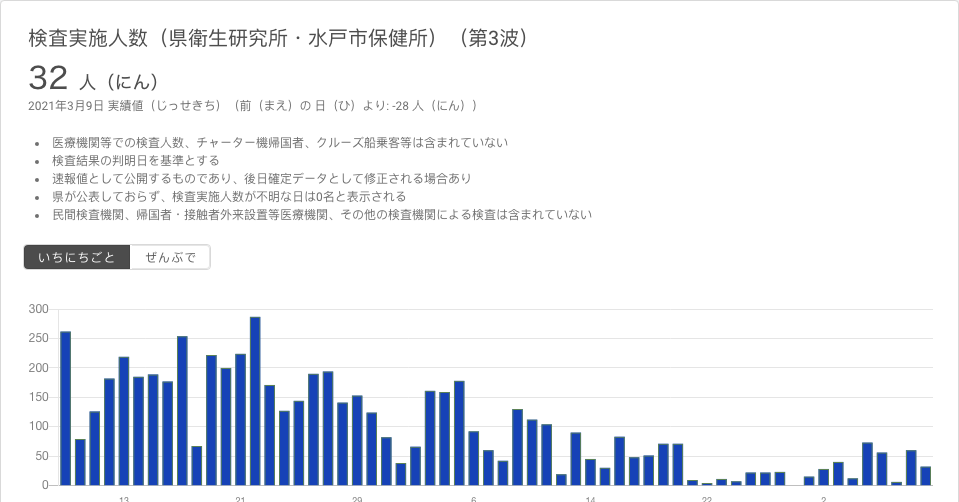 検査実施人数（県衛生研究所・水戸市保健所）（第3波）
32 人（にん）
2021年3月9日 実績値（じっせきち）（前（まえ）の 日（ひ）より: -28 人（にん））
医療機関等での検査人数、チャーター機帰国者、クルーズ船乗客等は含まれていない
検査結果の判明日を基準とする
速報値として公開するものであり、後日確定データとして修正される場合あり
県が公表しておらず、検査実施人数が不明な日は0名と表示される
民間検査機関、帰国者・接触者外来設置等医療機関、その他の検査機関による検査は含まれていない
いちにちごと ぜんぶで
300
250
200
150
100
50
0
13 21 29 6 14 22 2